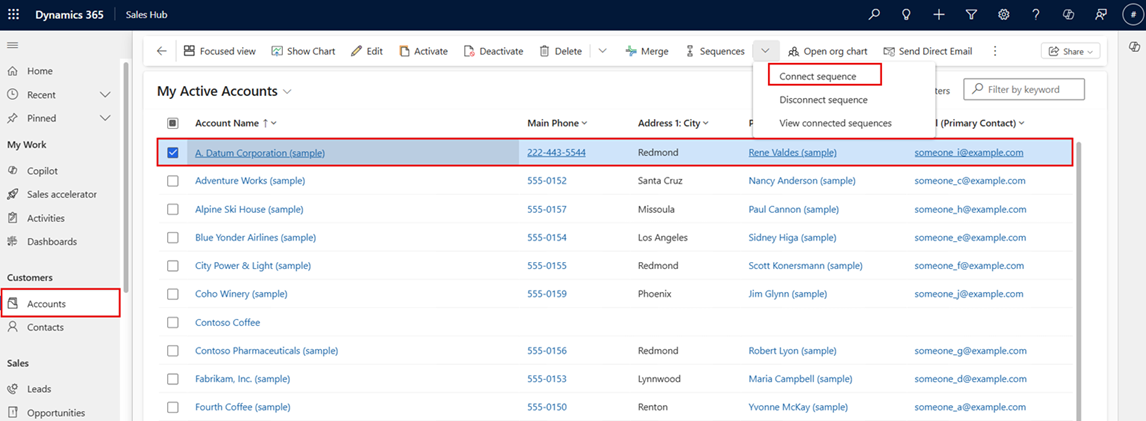 Dynamics 365 Sales Hub #
Focused view Show Chart Edit Activate Deactivate Delete Merge Sequences Open org chart Send Direct Email Share
Connect sequence
Disconnect sequence
View connected sequences
Home
Recent
Pinned
My Work
Copilot
Sales accelerator
Activities
Dashboards
Customers
Accounts
Contacts
Sales
Leads
Opportunities
My Active Accounts Filter by keyword
Account Name ↑ Main Phone Address 1: City (Primary Contact)
A. Datum Corporation (sample) 222-443-5544 Redmond Rene Valdes (sample) someone_i@example.com
Adventure Works (sample) 555-0152 Santa Cruz Nancy Anderson (sample) someone_c@example.com
Alpine Ski House (sample) 555-0157 Missoula Paul Cannon (sample) someone_h@example.com
Blue Yonder Airlines (sample) 555-0154 Los Angeles Sidney Higa (sample) someone_e@example.com
City Power & Light (sample) 555-0155 Redmond Scott Konersmann (sample) someone_f@example.com
Coho Winery (sample) 555-0159 Phoenix Jim Glynn (sample) someone_j@example.com
Contoso Coffee
Contoso Pharmaceuticals (sample) 555-0156 Redmond Robert Lyon (sample) someone_g@example.com
Fabrikam, Inc. (sample) 555-0153 Lynnwood Maria Campbell (sample) someone_d@example.com
Fourth Coffee (sample) 555-0150 Renton Yvonne McKay (sample) someone_a@example.com